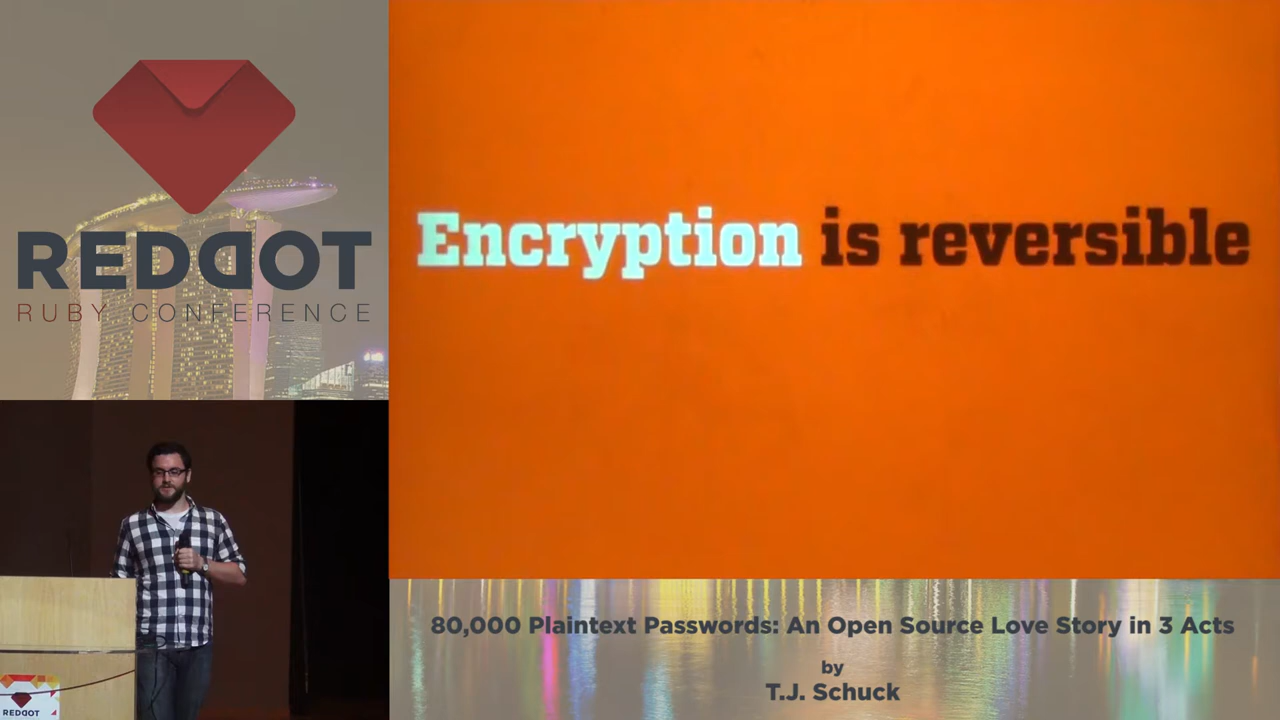 REDDOT
RUBY CONFERENCE
Encryption is reversible
80,000 Plaintext Passwords: An Open Source Love Story in 3 Acts
by
T.J. Schuck
REDDOT